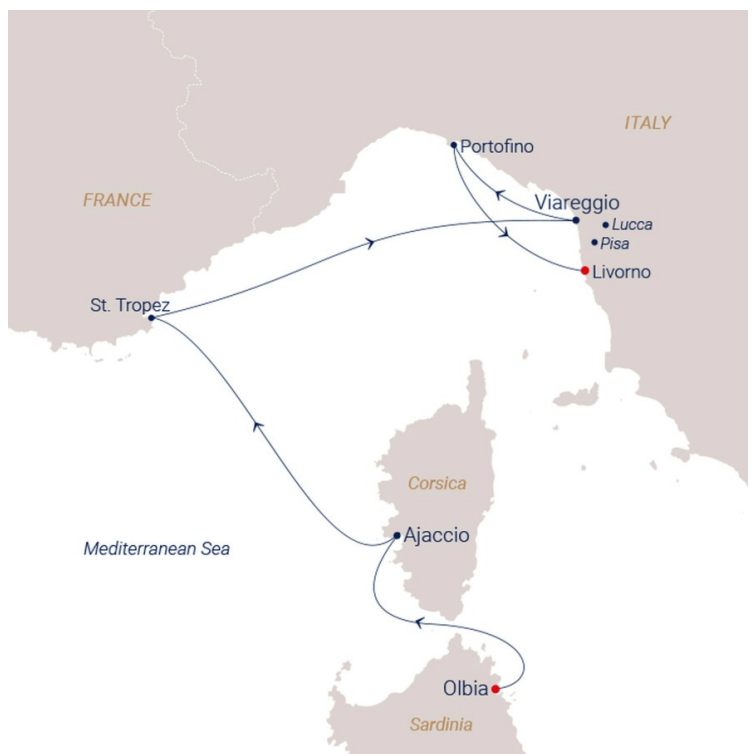 ITALY
Portofino
FRANCE
Viareggio
Lucca
Pisa
Livorno
St. Tropez
Corsica
Ajaccio
Mediterranean Sea
Olbia
Sardinia